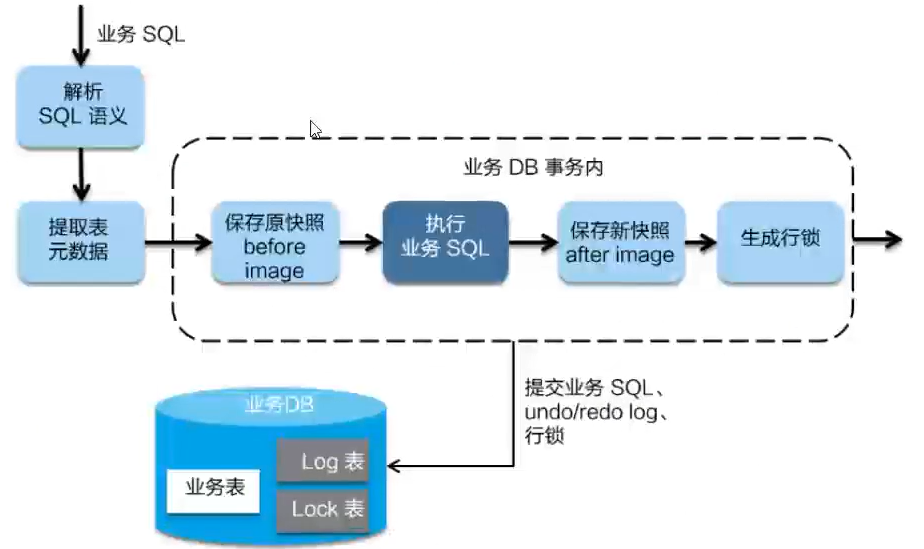 业务 SQL
解析
SQL 语义
业务 DB 事务内
提取表
元数据
保存原快照
before
image
执行
业务 SQL
保存新快照
after image
生成行锁
提交业务 SQL、
undo/redo log、
行锁
业务DB
Log 表
业务表
Lock 表